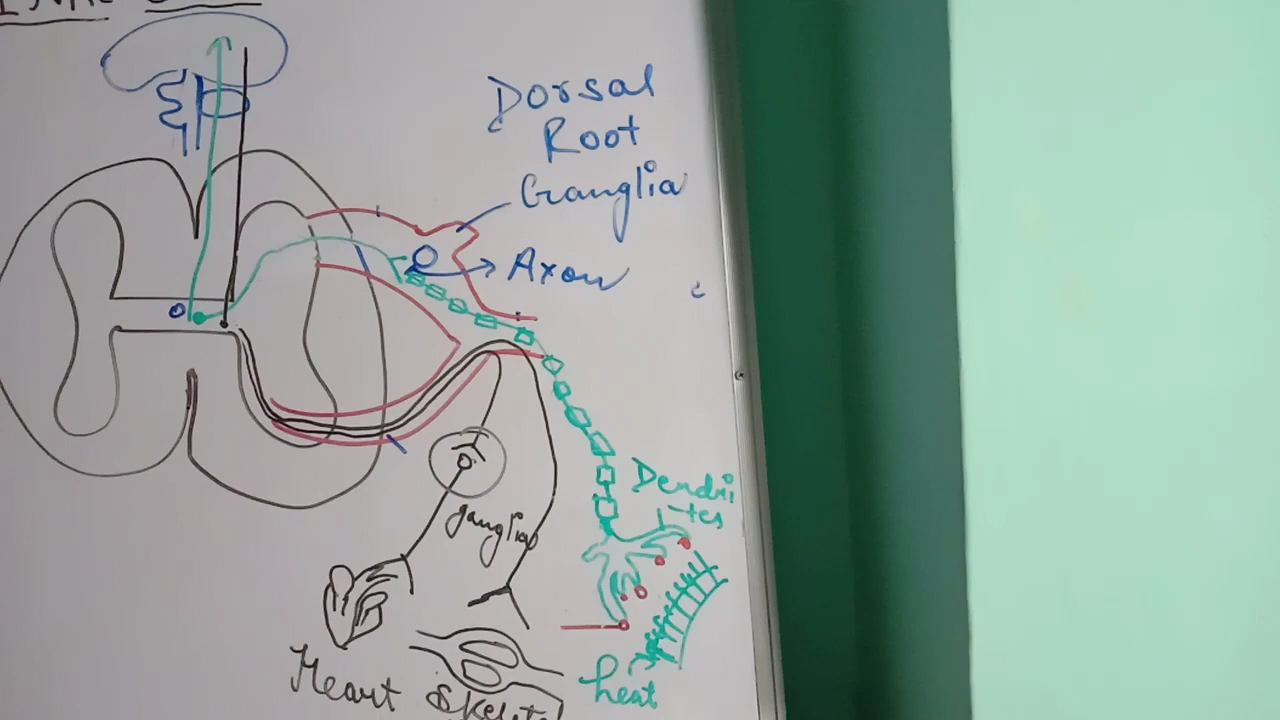 Dorsal
Root
Ganglia
Axon
Dendri
tes
ganglia
Heart
heat